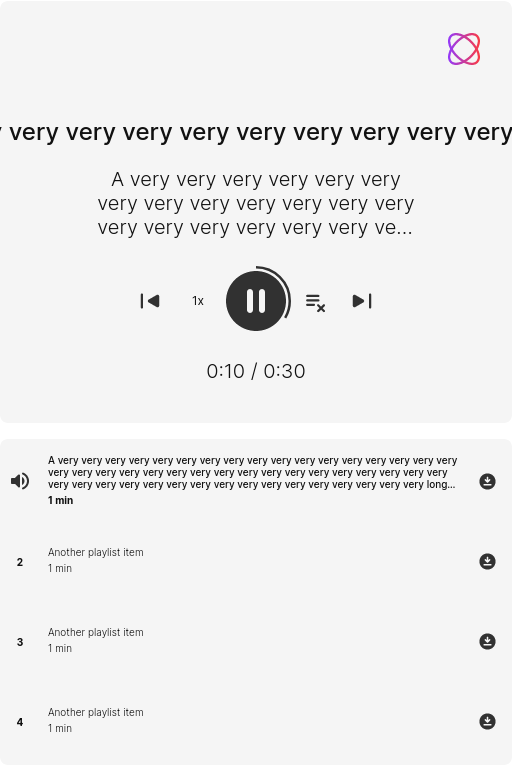 very very very very very very very very very
A very very very very very very
very very very very very very very
very very very very very very ve...
1x
0:10 / 0:30
A very very very very very very very very very very very very very very very very very
very very very very very very very very very very very very very very very very very
very very very very very very very very very very very very very very very very long...
1 min
2
Another playlist item
1 min
3
Another playlist item
1 min
4
Another playlist item
1 min